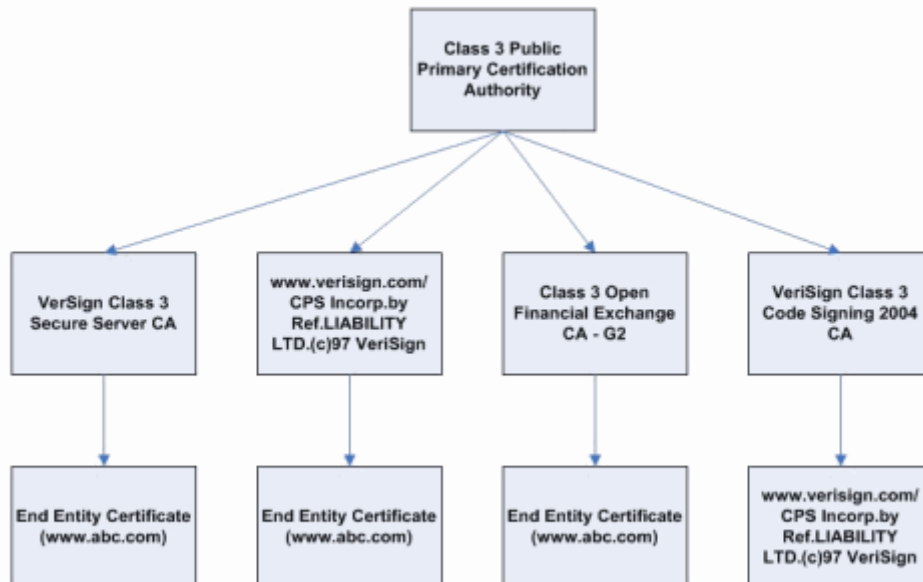 Class 3 Public
Primary Certification
Authority
VerSign Class 3
Secure Server CA
www.verisign.com/
CPS Incorp.by
Ref.LIABILITY
LTD.(c)97 VeriSign
Class 3 Open
Financial Exchange
CA - G2
VeriSign Class 3
Code Signing 2004
CA
End Entity Certificate
(www.abc.com)
End Entity Certificate
(www.abc.com)
End Entity Certificate
(www.abc.com)
www.verisign.com/
CPS Incorp.by
Ref.LIABILITY
LTD.(c)97 VeriSign